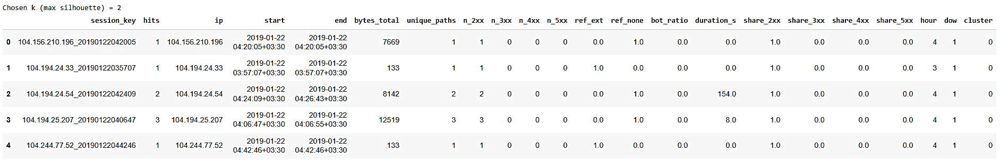 Chosen k (max silhouette) = 2
session_key hits ip start end bytes_total unique_paths n_2xx n_3xx n_4xx n_5xx ref_ext ref_none bot_ratio duration_s share_2xx share_3xx share_4xx share_5xx hour dow cluster
0 104.156.210.196_20190122042005 1 104.156.210.196 2019-01-22 04:20:05+03:30 2019-01-22 04:20:05+03:30 7669 1 1 0 0 0 0.0 1.0 0.0 0.0 1.0 0.0 0.0 0.0 4 1 0
1 104.194.24.33_20190122035707 1 104.194.24.33 2019-01-22 03:57:07+03:30 2019-01-22 03:57:07+03:30 133 1 1 0 0 0 1.0 0.0 0.0 0.0 1.0 0.0 0.0 0.0 3 1 0
2 104.194.24.54_20190122042409 2 104.194.24.54 2019-01-22 04:24:09+03:30 2019-01-22 04:26:43+03:30 8142 2 2 0 0 0 0.0 1.0 0.0 154.0 1.0 0.0 0.0 0.0 4 1 0
3 104.194.25.207_20190122040647 3 104.194.25.207 2019-01-22 04:06:47+03:30 2019-01-22 04:06:55+03:30 12519 3 3 0 0 0 0.0 1.0 0.0 8.0 1.0 0.0 0.0 0.0 4 1 0
4 104.244.77.52_20190122044246 1 104.244.77.52 2019-01-22 04:42:46+03:30 2019-01-22 04:42:46+03:30 133 1 1 0 0 0 1.0 0.0 0.0 0.0 1.0 0.0 0.0 0.0 4 1 0